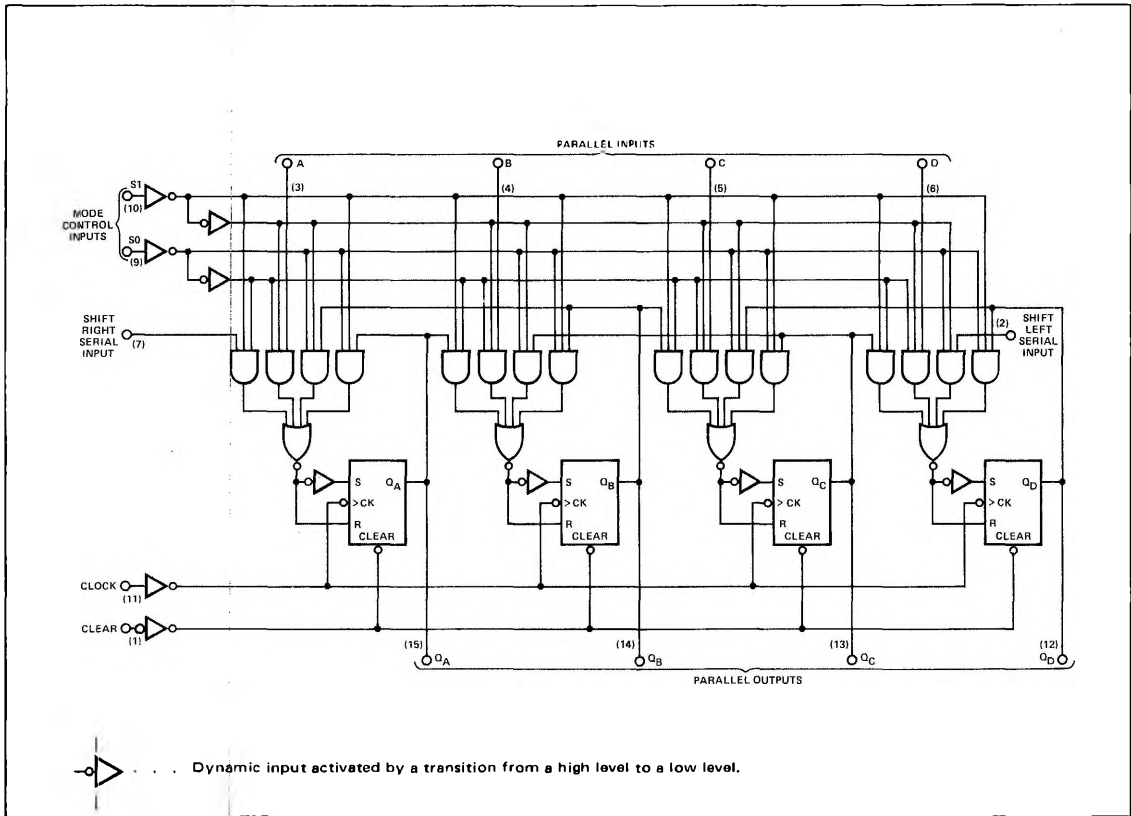 PARALLEL INPUTS
A B C D
(3) (4) (5) (6)
S1
(10)
MODE
CONTROL
INPUTS
S0
(9)
SHIFT
RIGHT
SERIAL
INPUT
(7)
(2)
SHIFT
LEFT
SERIAL
INPUT
S QA S QB S QC S QD
>CK >CK >CK >CK
R R R R
CLEAR CLEAR CLEAR CLEAR
CLOCK
(11)
CLEAR
(1)
(15) (14) (13) (12)
QA QB QC QD
PARALLEL OUTPUTS
. . . Dynamic input activated by a transition from a high level to a low level.